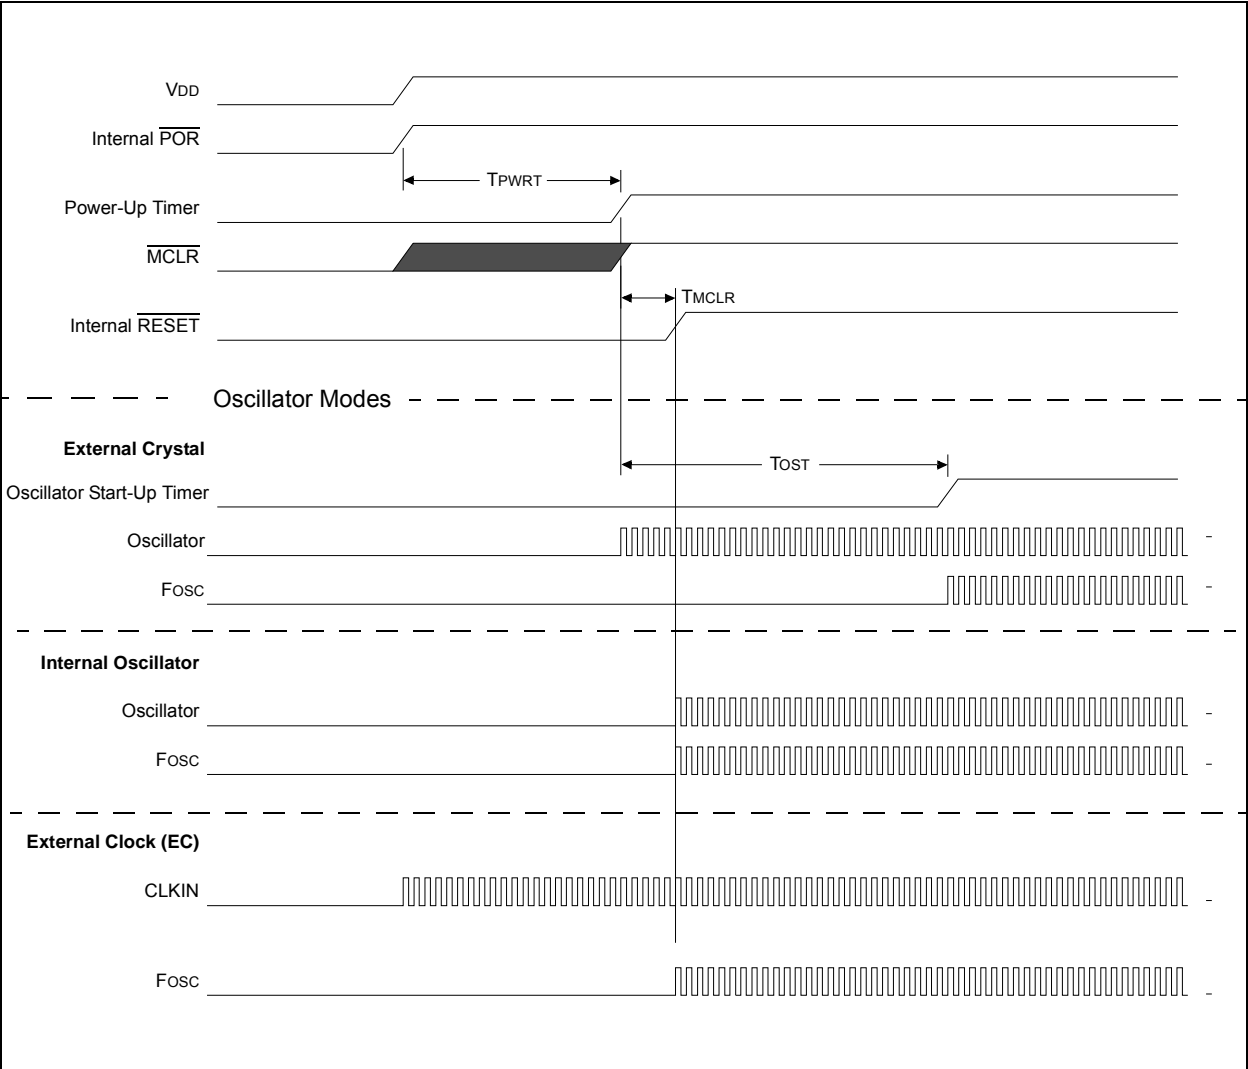 VDD
Internal POR
TPWRT
Power-Up Timer
MCLR
TMCLR
Internal RESET
Oscillator Modes
External Crystal
TOST
Oscillator Start-Up Timer
Oscillator
FOSC
Internal Oscillator
Oscillator
FOSC
External Clock (EC)
CLKIN
FOSC